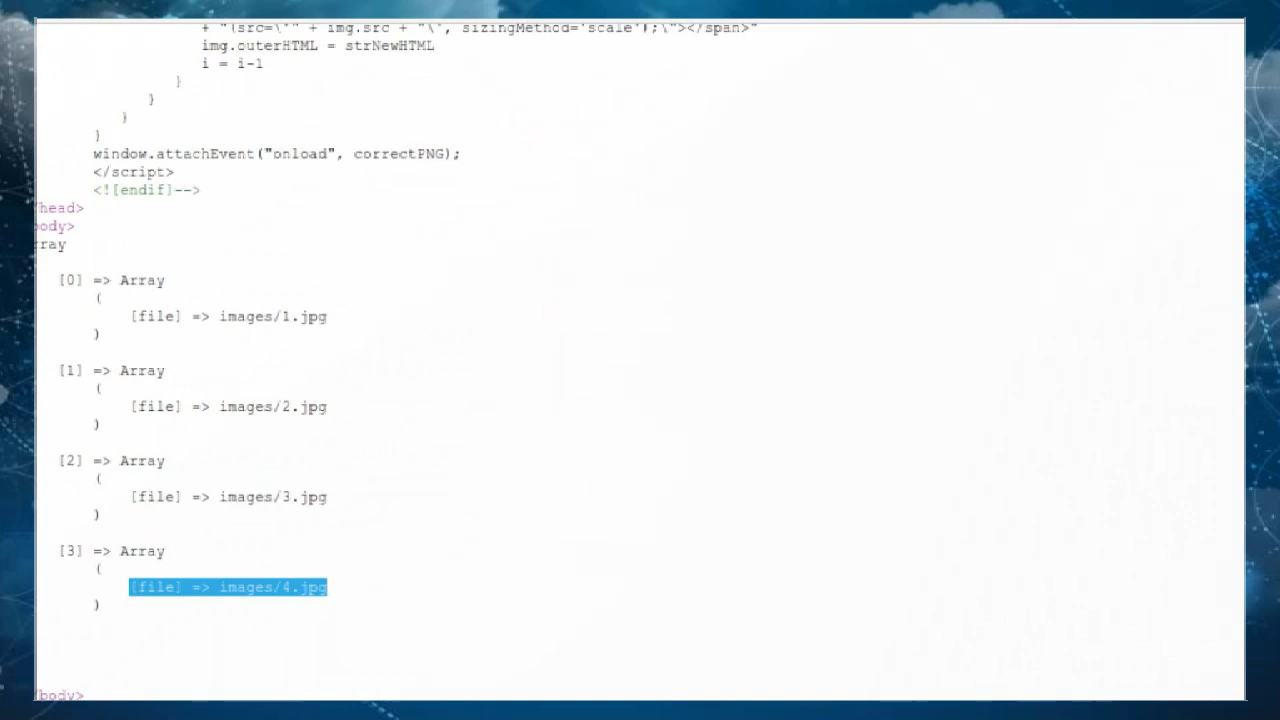 + "(src=\'" + img.src + "\', sizingMethod='scale');\"></span>"
img.outerHTML = strNewHTML
i = i-1
}
}
}
}
window.attachEvent("onload", correctPNG);
</script>
<![endif]-->
/head>
body>
rray
[0] => Array
(
[file] => images/1.jpg
)
[1] => Array
(
[file] => images/2.jpg
)
[2] => Array
(
[file] => images/3.jpg
)
[3] => Array
(
[file] => images/4.jpg
)
/body>